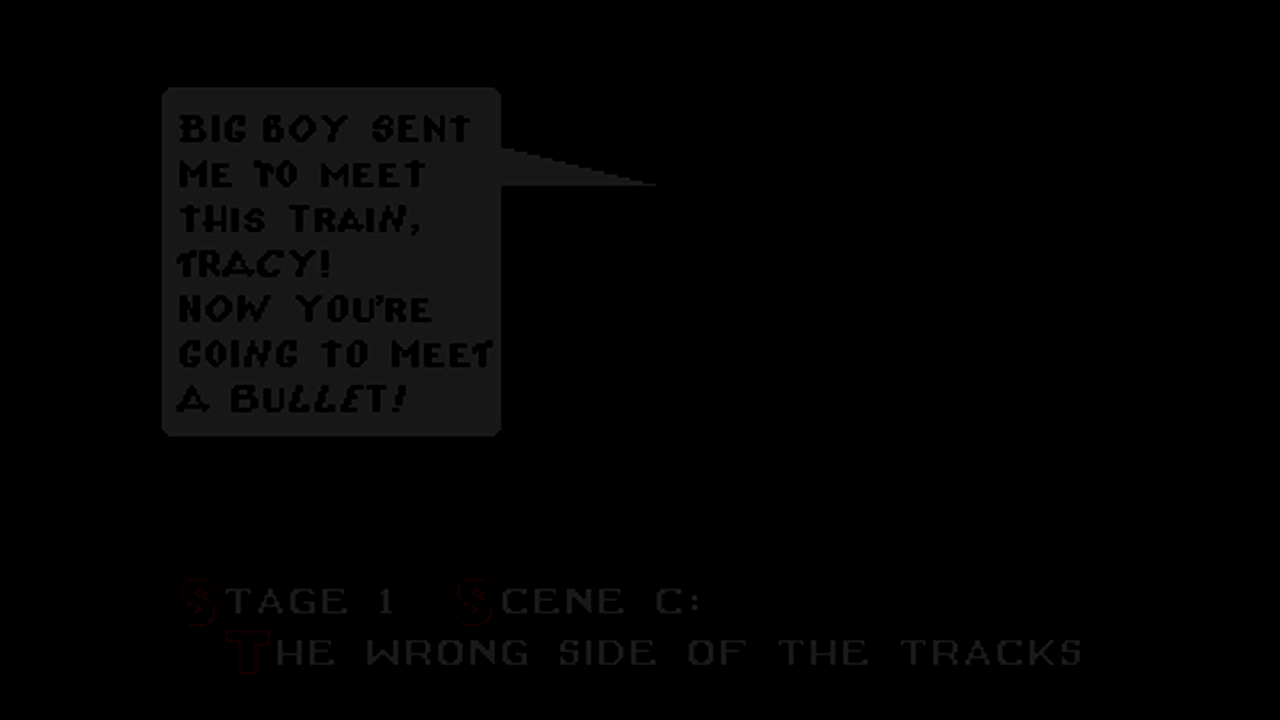 BIG BOY SENT
ME TO MEET
THIS TRAIN,
TRACY!
NOW YOU'RE
GOING TO MEET
A BULLET!
STAGE 1 SCENE C:
THE WRONG SIDE OF THE TRACKS